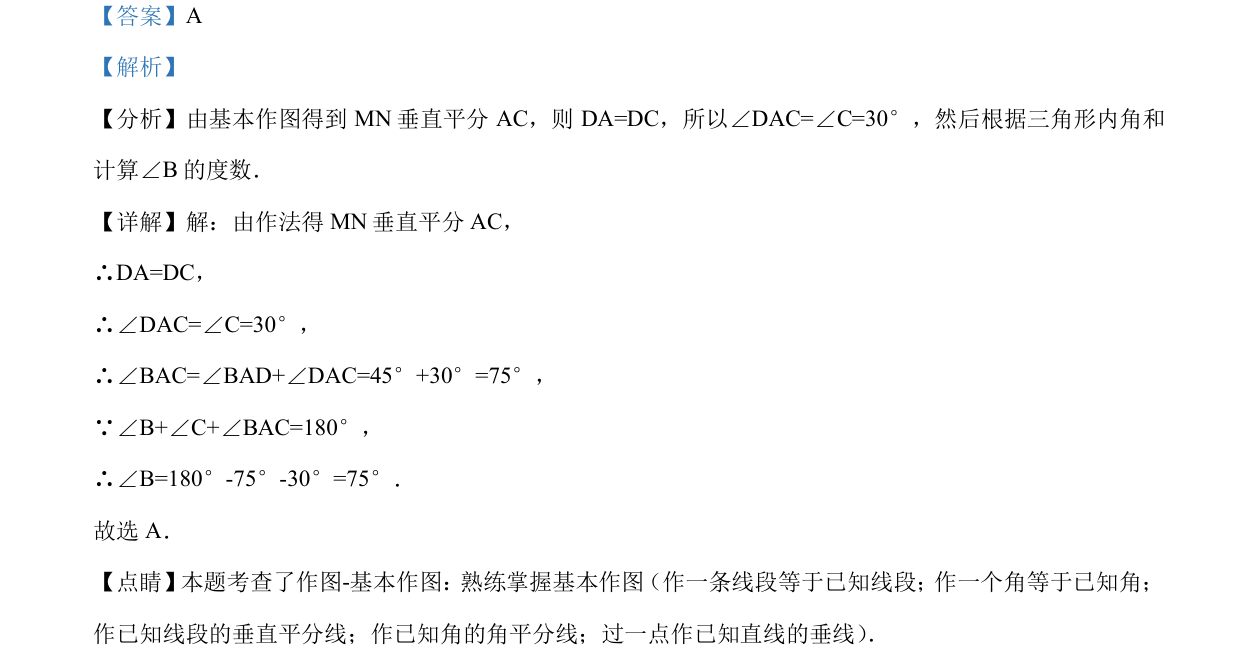 【答案】A
【解析】
【分析】由基本作图得到 MN 垂直平分 AC，则 DA=DC，所以∠DAC=∠C=30°，然后根据三角形内角和
计算∠B 的度数．
【详解】解：由作法得 MN 垂直平分 AC，
∴DA=DC，
∴∠DAC=∠C=30°，
∴∠BAC=∠BAD+∠DAC=45°+30°=75°，
∵∠B+∠C+∠BAC=180°，
∴∠B=180°-75°-30°=75°．
故选 A．
【点睛】本题考查了作图-基本作图：熟练掌握基本作图（作一条线段等于已知线段；作一个角等于已知角；
作已知线段的垂直平分线；作已知角的角平分线；过一点作已知直线的垂线）．